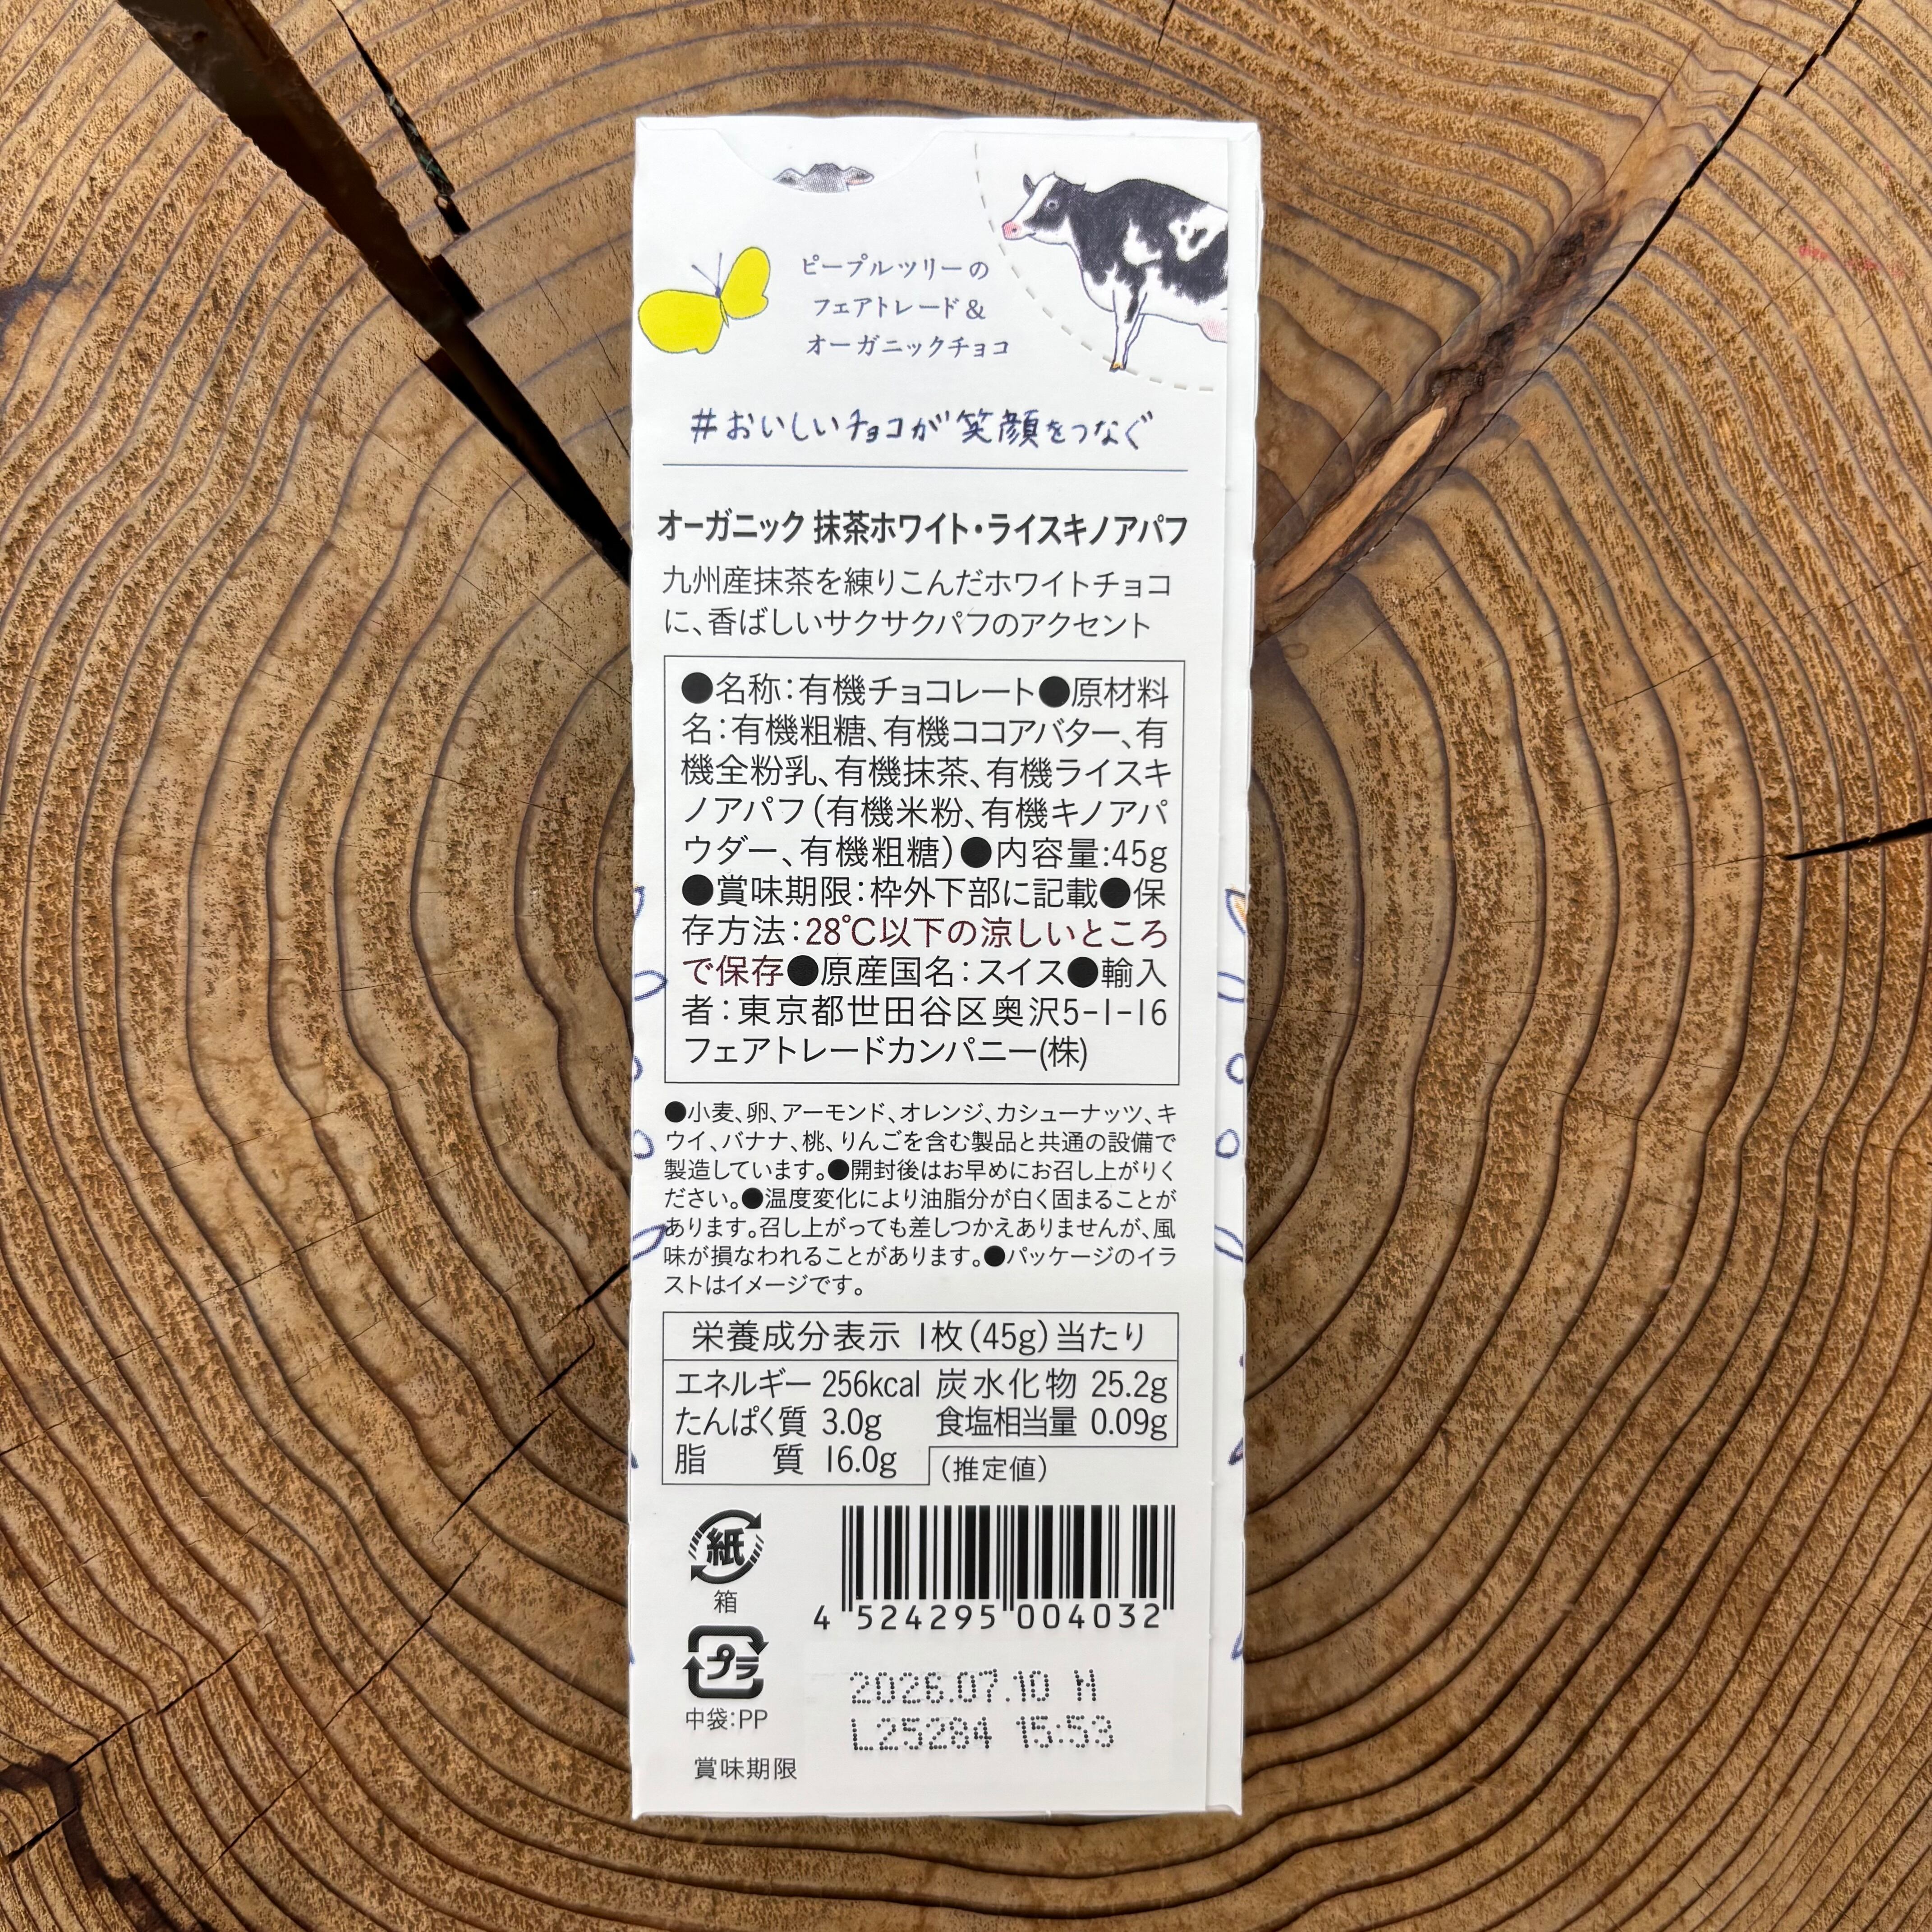 ピープルツリーの
フェアトレード＆
オーガニックチョコ
#おいしいチョコが笑顔をつなぐ
オーガニック 抹茶ホワイト・ライスキノアパフ
九州産抹茶を練りこんだホワイトチョコ
に、香ばしいサクサクパフのアクセント
●名称：有機チョコレート●原材料
名：有機粗糖、有機ココアバター、有
機全粉乳、有機抹茶、有機ライスキ
ノアパフ（有機米粉、有機キノアパ
ウダー、有機粗糖）●内容量:45g
●賞味期限：枠外下部に記載●保
存方法：28℃以下の涼しいところ
で保存●原産国名：スイス●輸入
者：東京都世田谷区奥沢5-1-16
フェアトレードカンパニー(株)
●小麦、卵、アーモンド、オレンジ、カシューナッツ、キ
ウイ、バナナ、桃、りんごを含む製品と共通の設備で
製造しています。●開封後はお早めにお召し上がりく
ださい。●温度変化により油脂分が白く固まることが
あります。召し上がっても差しつかえありませんが、風
味が損なわれることがあります。●パッケージのイラ
ストはイメージです。
栄養成分表示 1枚（45g）当たり
エネルギー 256kcal 炭水化物 25.2g
たんぱく質 3.0g 食塩相当量 0.09g
脂 質 16.0g （推定値）
紙
箱
4 524295 004032
プラ
中袋:PP
2026.07.10 H
L25284 15:53
賞味期限